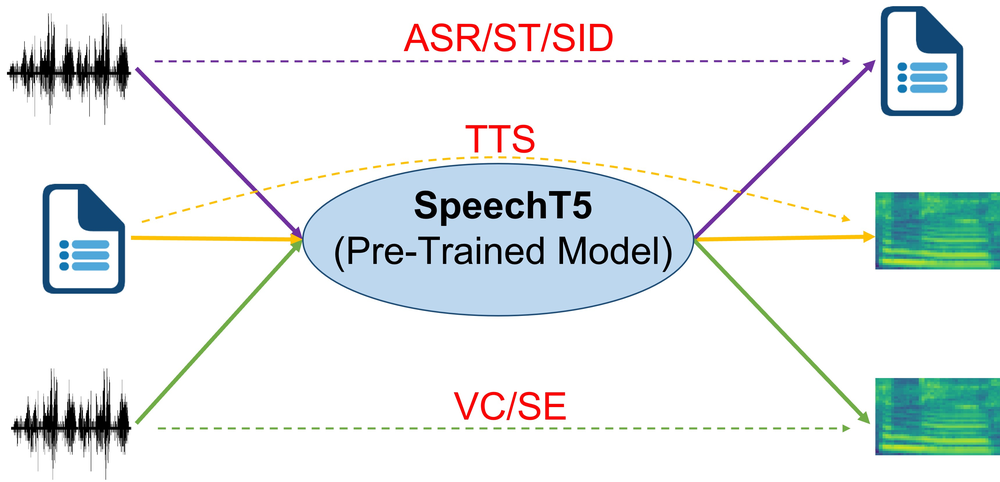 ASR/ST/SID
TTS
SpeechT5
(Pre-Trained Model)
VC/SE